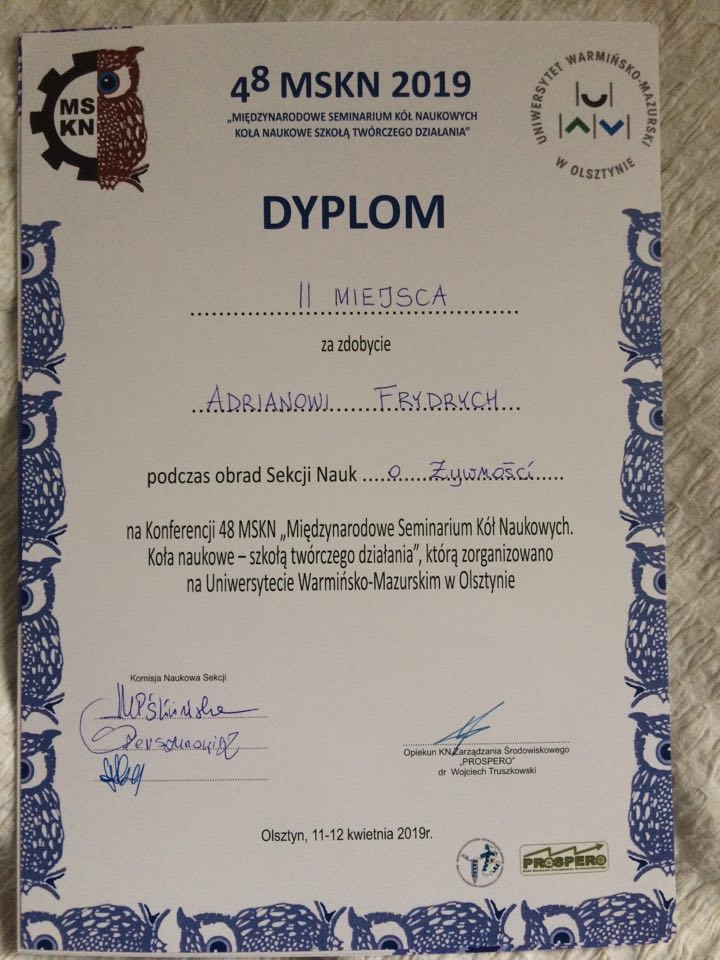 MS
KN
48 MSKN 2019
„MIĘDZYNARODOWE SEMINARIUM KÓŁ NAUKOWYCH
KOŁA NAUKOWE SZKOŁĄ TWÓRCZEGO DZIAŁANIA"
UNIWERSYTET WARMIŃSKO-MAZURSKI
W OLSZTYNIE
DYPLOM
II MIEJSCA
za zdobycie
ADRIANOWI FRYDRYCH
podczas obrad Sekcji Nauk o Żywności
na Konferencji 48 MSKN „Międzynarodowe Seminarium Kół Naukowych.
Koła naukowe – szkołą twórczego działania", którą zorganizowano
na Uniwersytecie Warmińsko-Mazurskim w Olsztynie
Komisja Naukowa Sekcji
Opiekun KN Zarządzania Środowiskowego
„PROSPERO"
dr Wojciech Truszkowski
Olsztyn, 11-12 kwietnia 2019r.
PROSPERO